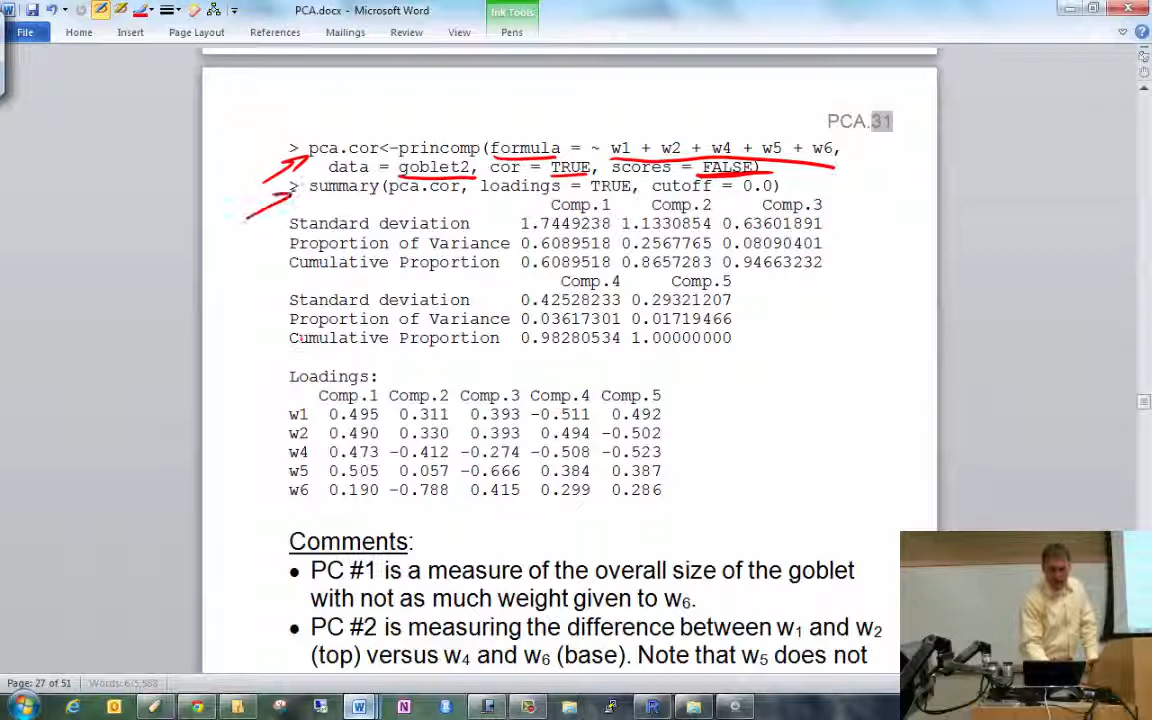 PCA.docx - Microsoft Word
Ink Tools
File Home Insert Page Layout References Mailings Review View Pens
PCA.31
> pca.cor<-princomp(formula = ~ w1 + w2 + w4 + w5 + w6,
data = goblet2, cor = TRUE, scores = FALSE)
> summary(pca.cor, loadings = TRUE, cutoff = 0.0)
Comp.1 Comp.2 Comp.3
Standard deviation 1.7449238 1.1330854 0.63601891
Proportion of Variance 0.6089518 0.2567765 0.08090401
Cumulative Proportion 0.6089518 0.8657283 0.94663232
Comp.4 Comp.5
Standard deviation 0.42528233 0.29321207
Proportion of Variance 0.03617301 0.01719466
Cumulative Proportion 0.98280534 1.00000000
Loadings:
Comp.1 Comp.2 Comp.3 Comp.4 Comp.5
w1 0.495 0.311 0.393 -0.511 0.492
w2 0.490 0.330 0.393 0.494 -0.502
w4 0.473 -0.412 -0.274 -0.508 -0.523
w5 0.505 0.057 -0.666 0.384 0.387
w6 0.190 -0.788 0.415 0.299 0.286
Comments:
• PC #1 is a measure of the overall size of the goblet
with not as much weight given to w6.
• PC #2 is measuring the difference between w1 and w2
(top) versus w4 and w6 (base). Note that w5 does not
Page: 27 of 51 Words: 6/5,588